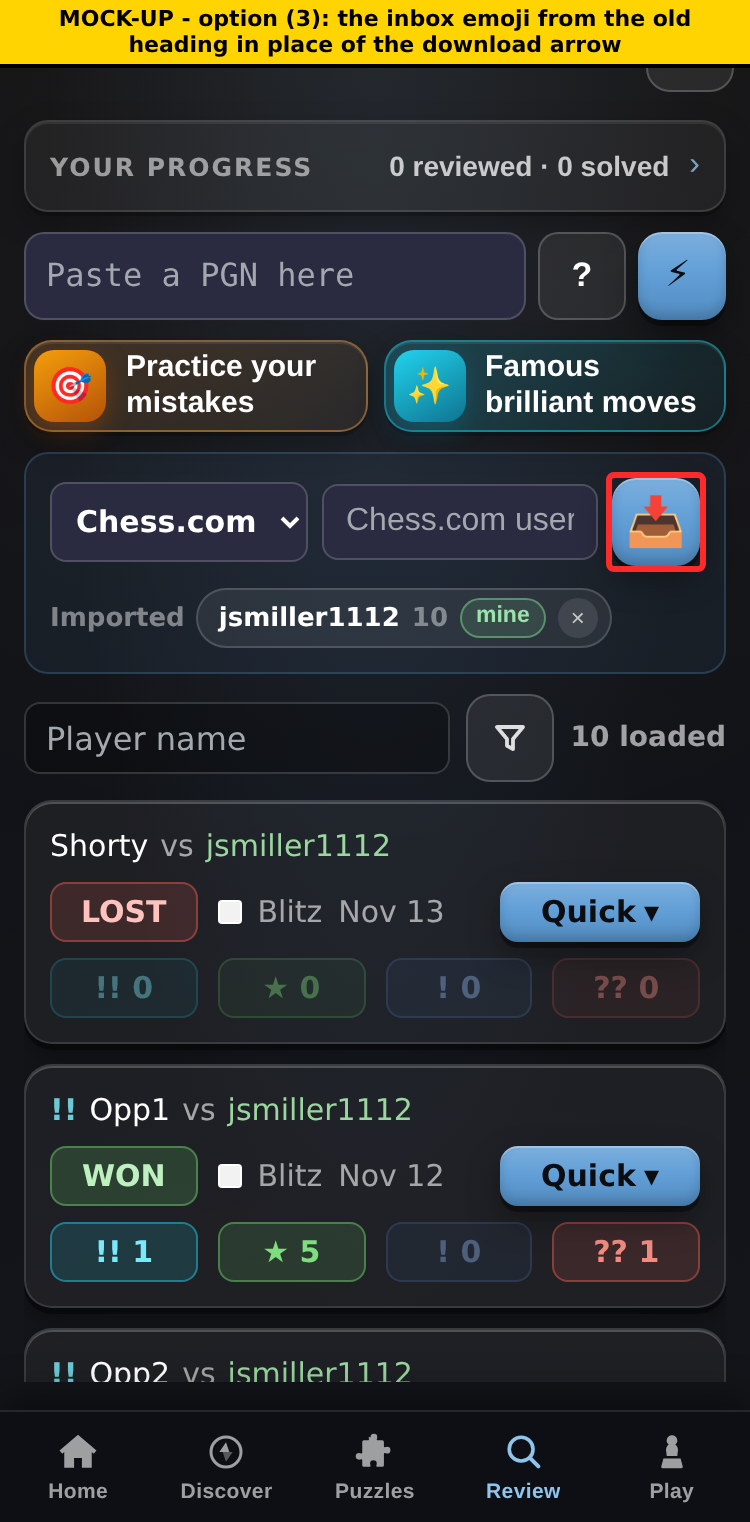 MOCK-UP - option (3): the inbox emoji from the old
heading in place of the download arrow
YOUR PROGRESS 0 reviewed · 0 solved ›
Paste a PGN here ? ⚡
Practice your
mistakes
Famous
brilliant moves
Chess.com Chess.com user
Imported jsmiller1112 10 mine ×
Player name 10 loaded
Shorty vs jsmiller1112
LOST Blitz Nov 13 Quick ▾
!! 0 ★ 0 ! 0 ?? 0
!! Opp1 vs jsmiller1112
WON Blitz Nov 12 Quick ▾
!! 1 ★ 5 ! 0 ?? 1
!! Opp2 vs jsmiller1112
Home Discover Puzzles Review Play